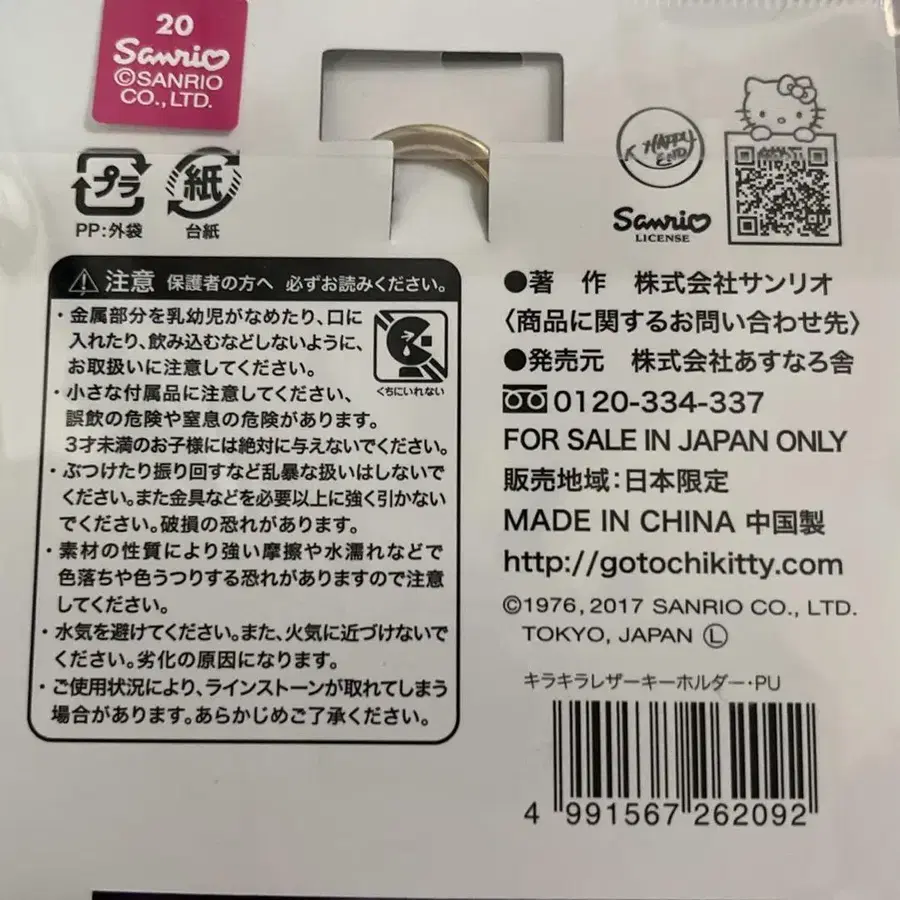 20
Sanrio
©SANRIO
CO., LTD.
プラ
PP:外袋
紙
台紙
HAPPY
END
Sanrio
LICENSE
注意 保護者の方へ 必ずお読みください。
・金属部分を乳幼児がなめたり、口に
入れたり、飲み込むなどしないように、
お取扱いに注意してください。
くちにいれない
・小さな付属品に注意してください、
誤飲の危険や窒息の危険があります。
3才未満のお子様には絶対に与えないでください。
・ぶつけたり振り回すなど乱暴な扱いはしないで
ください。また金具などを必要以上に強く引かない
でください。破損の恐れがあります。
・素材の性質により強い摩擦や水濡れなどで
色落ちや色うつりする恐れがありますので注意
してください。
・水気を避けてください。また、火気に近づけないで
ください。劣化の原因になります。
・ご使用状況により、ラインストーンが取れてしまう
場合があります。あらかじめご了承ください。
●著 作 株式会社サンリオ
〈商品に関するお問い合わせ先〉
●発売元 株式会社あすなろ舎
0120-334-337
FOR SALE IN JAPAN ONLY
販売地域：日本限定
MADE IN CHINA 中国製
http://gotochikitty.com
©1976, 2017 SANRIO CO., LTD.
TOKYO, JAPAN Ⓛ
キラキラレザーキーホルダー・PU
4 991567 262092